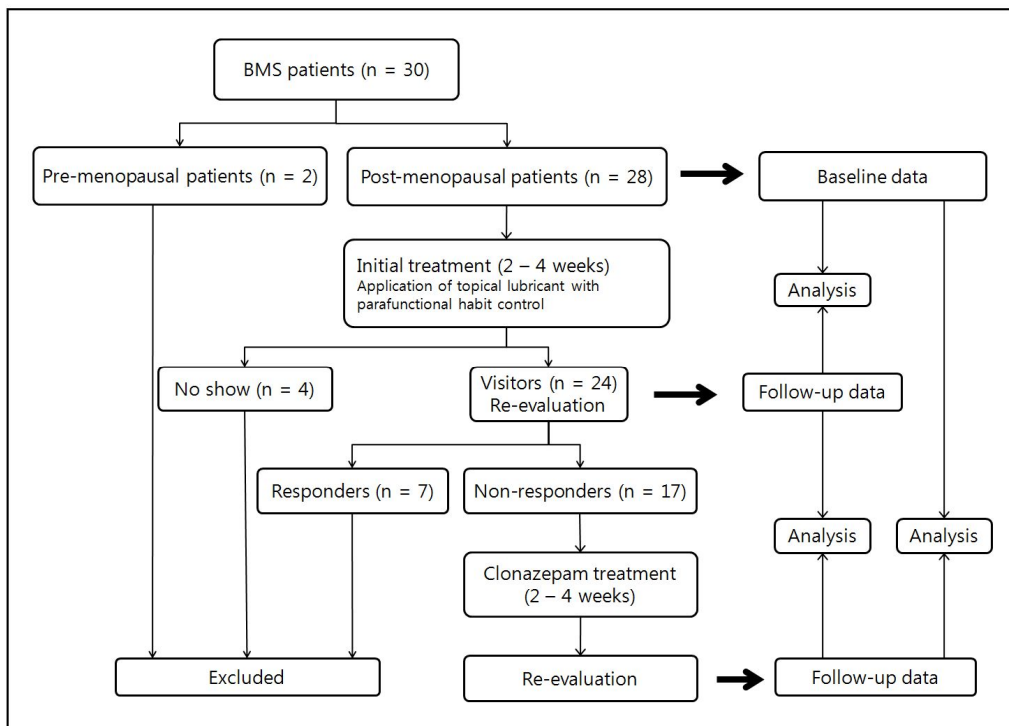 BMS patients (n = 30)
Pre-menopausal patients (n = 2)
Post-menopausal patients (n = 28)
Baseline data
Initial treatment (2 – 4 weeks)
Application of topical lubricant with
parafunctional habit control
Analysis
No show (n = 4)
Visitors (n = 24)
Re-evaluation
Follow-up data
Responders (n = 7)
Non-responders (n = 17)
Analysis
Analysis
Clonazepam treatment
(2 – 4 weeks)
Excluded
Re-evaluation
Follow-up data